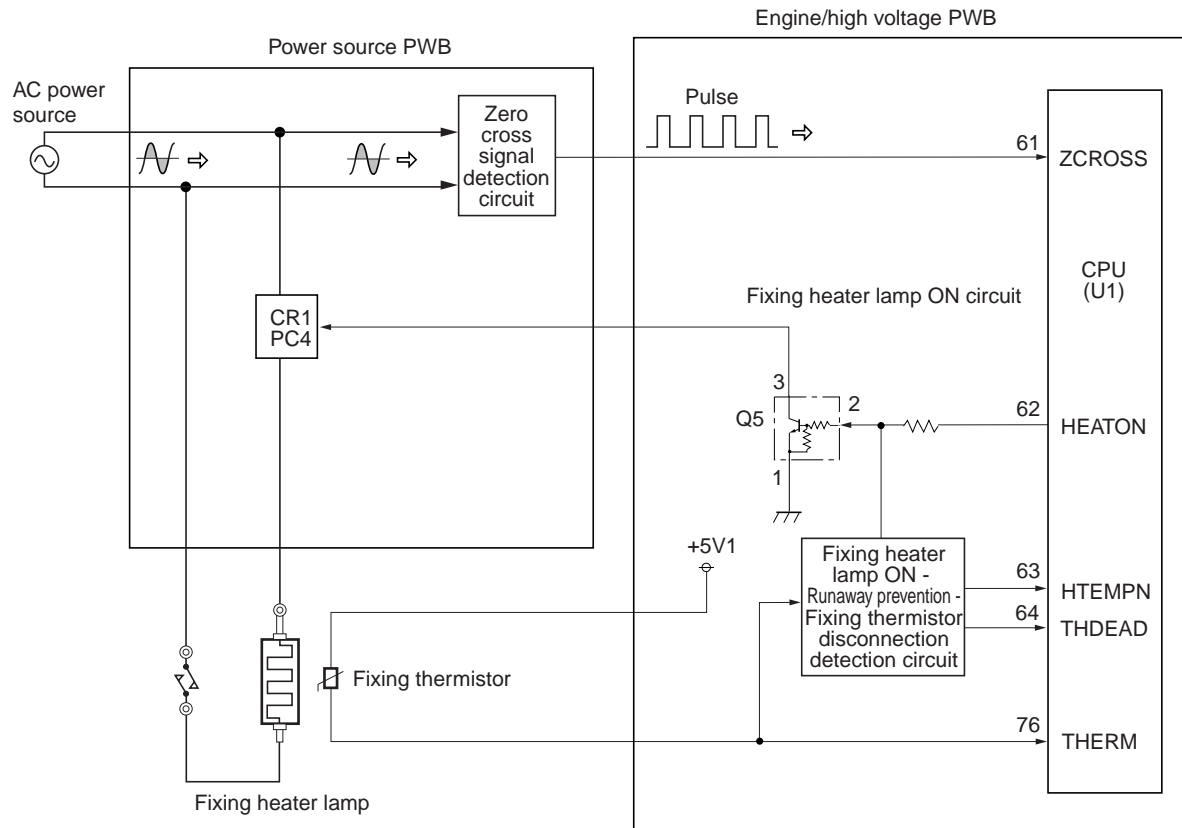 Engine/high voltage PWB
Power source PWB
AC power
source
Zero
cross
signal
detection
circuit
Pulse
61
ZCROSS
CPU
(U1)
Fixing heater lamp ON circuit
CR1
PC4
3
2
Q5
1
62
HEATON
+5V1
Fixing heater
lamp ON -
Runaway prevention -
Fixing thermistor
disconnection
detection circuit
63
HTEMPN
64
THDEAD
Fixing thermistor
76
THERM
Fixing heater lamp